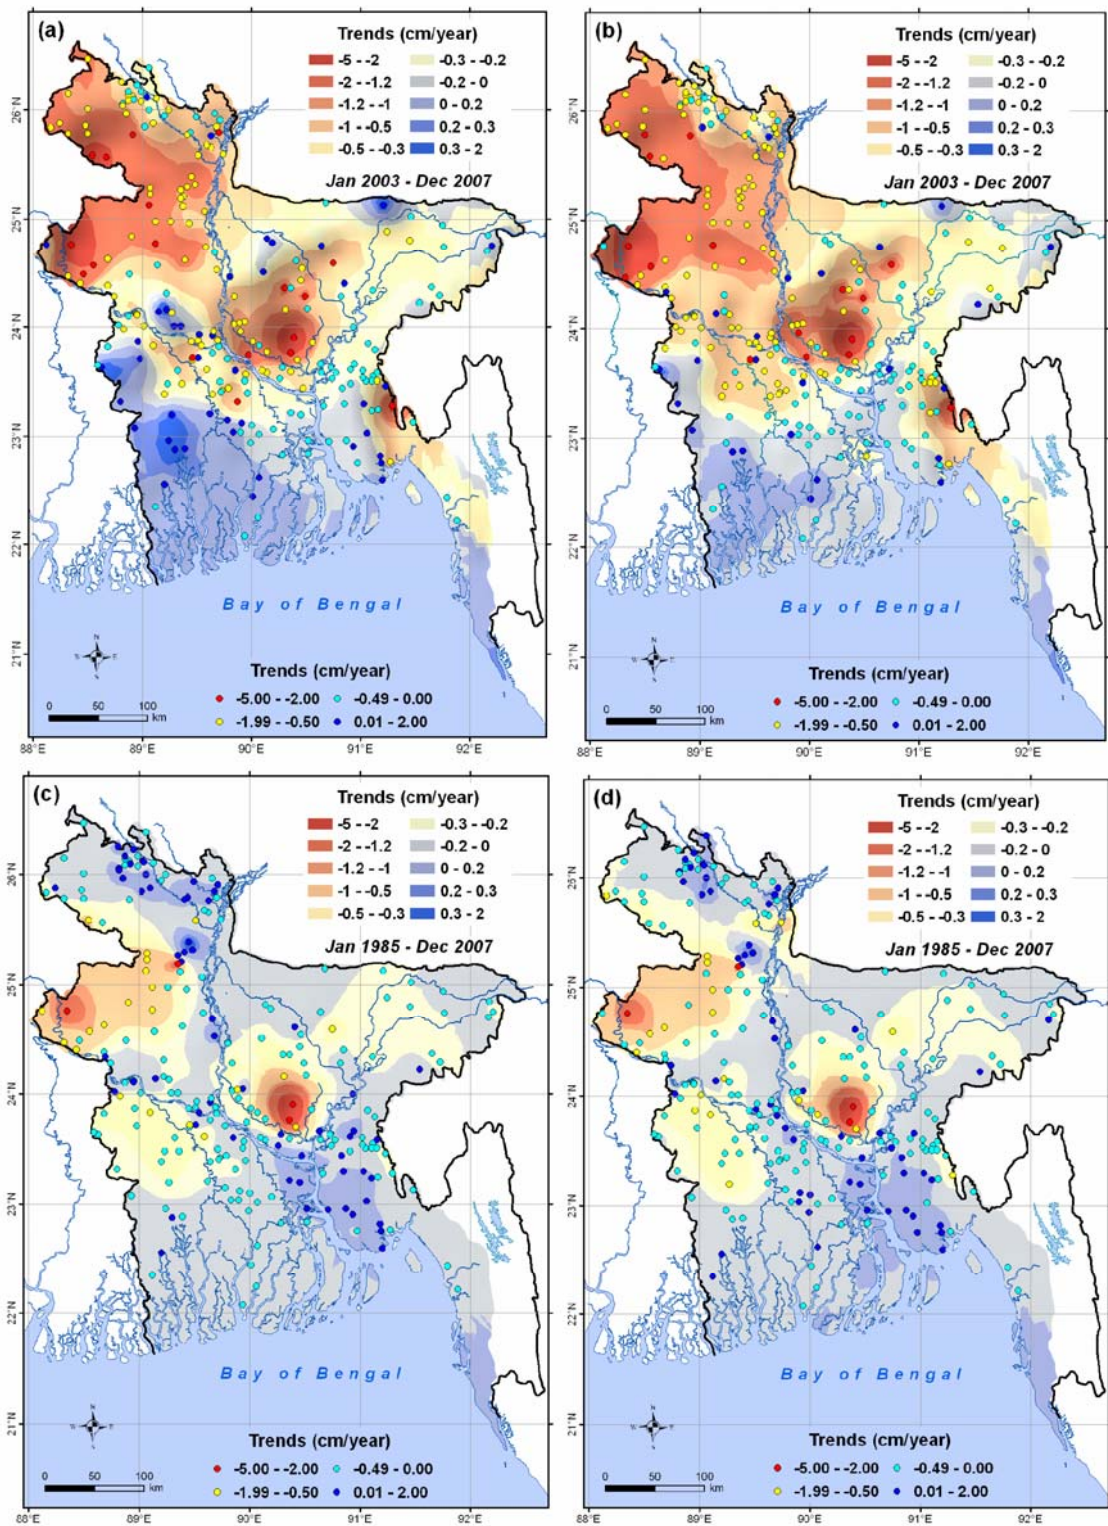 (a)
Trends (cm/year)
-5 - -2
-2 - -1.2
-1.2 - -1
-1 - -0.5
-0.5 - -0.3
-0.3 - -0.2
-0.2 - 0
0 - 0.2
0.2 - 0.3
0.3 - 2
Jan 2003 - Dec 2007
26°N
25°N
24°N
23°N
22°N
21°N
Bay of Bengal
N
W E
S
0 50 100
km
Trends (cm/year)
-5.00 - -2.00
-1.99 - -0.50
-0.49 - 0.00
0.01 - 2.00
88°E 89°E 90°E 91°E 92°E
(b)
Trends (cm/year)
-5 - -2
-2 - -1.2
-1.2 - -1
-1 - -0.5
-0.5 - -0.3
-0.3 - -0.2
-0.2 - 0
0 - 0.2
0.2 - 0.3
0.3 - 2
Jan 2003 - Dec 2007
26°N
25°N
24°N
23°N
22°N
21°N
Bay of Bengal
N
W E
S
0 50 100
km
Trends (cm/year)
-5.00 - -2.00
-1.99 - -0.50
-0.49 - 0.00
0.01 - 2.00
88°E 89°E 90°E 91°E 92°E
(c)
Trends (cm/year)
-5 - -2
-2 - -1.2
-1.2 - -1
-1 - -0.5
-0.5 - -0.3
-0.3 - -0.2
-0.2 - 0
0 - 0.2
0.2 - 0.3
0.3 - 2
Jan 1985 - Dec 2007
26°N
25°N
24°N
23°N
22°N
21°N
Bay of Bengal
N
W E
S
0 50 100
km
Trends (cm/year)
-5.00 - -2.00
-1.99 - -0.50
-0.49 - 0.00
0.01 - 2.00
88°E 89°E 90°E 91°E 92°E
(d)
Trends (cm/year)
-5 - -2
-2 - -1.2
-1.2 - -1
-1 - -0.5
-0.5 - -0.3
-0.3 - -0.2
-0.2 - 0
0 - 0.2
0.2 - 0.3
0.3 - 2
Jan 1985 - Dec 2007
26°N
25°N
24°N
23°N
22°N
21°N
Bay of Bengal
N
W E
S
0 50 100
km
Trends (cm/year)
-5.00 - -2.00
-1.99 - -0.50
-0.49 - 0.00
0.01 - 2.00
88°E 89°E 90°E 91°E 92°E